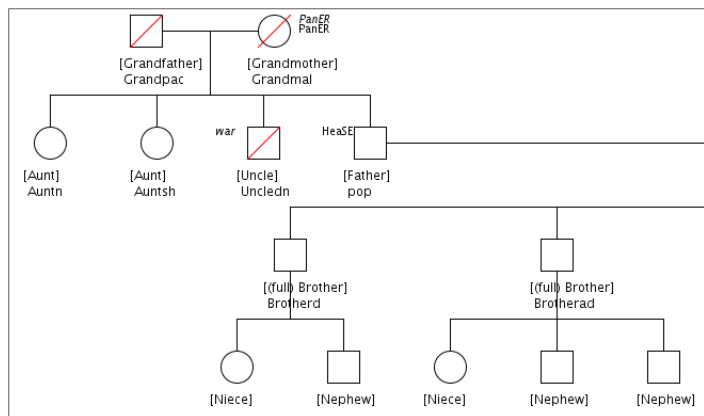 PanER
PanER
[Grandfather]
Grandpac
[Grandmother]
Grandmal
war
HeaSE
[Aunt]
Auntn
[Aunt]
Auntsh
[Uncle]
Uncledn
[Father]
pop
[(full) Brother]
Brotherd
[(full) Brother]
Brotherad
[Niece]
[Nephew]
[Niece]
[Nephew]
[Nephew]